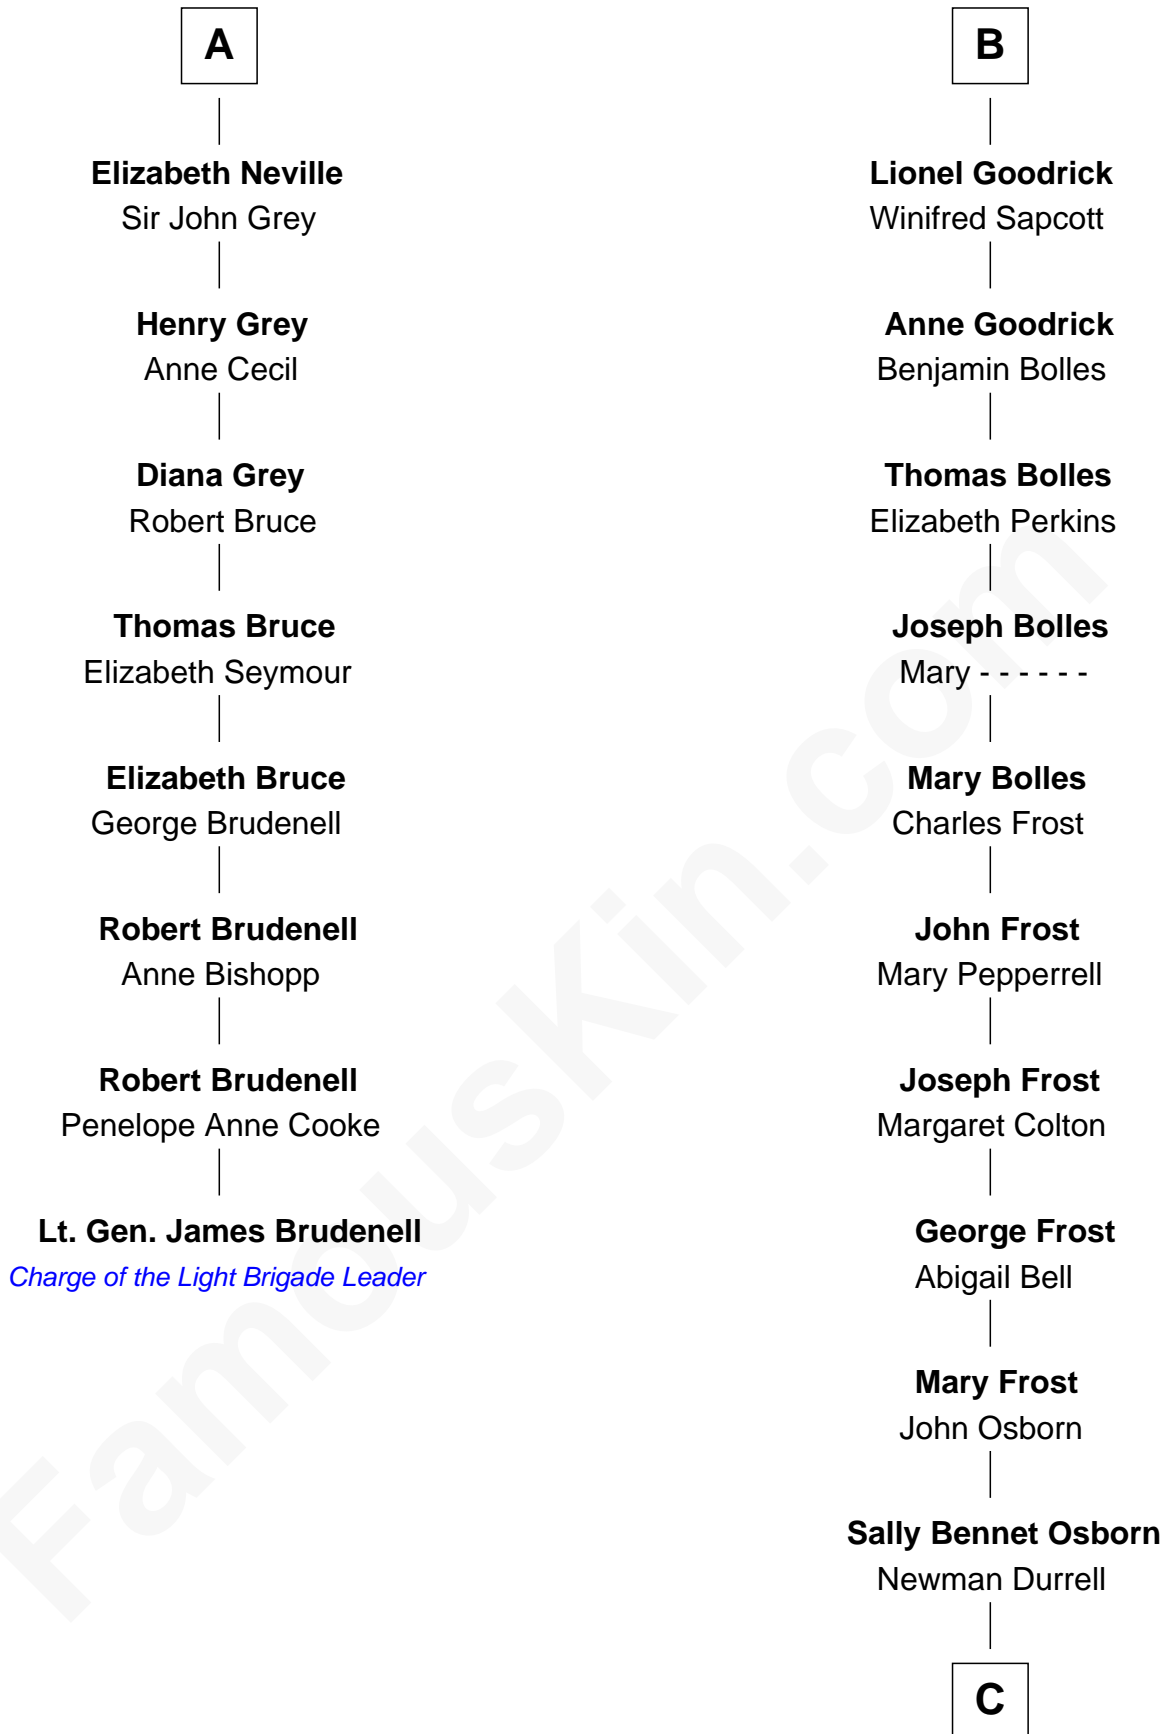 A
Elizabeth Neville
Sir John Grey
Henry Grey
Anne Cecil
Diana Grey
Robert Bruce
Thomas Bruce
Elizabeth Seymour
Elizabeth Bruce
George Brudenell
Robert Brudenell
Anne Bishopp
Robert Brudenell
Penelope Anne Cooke
Lt. Gen. James Brudenell
Charge of the Light Brigade Leader
B
Lionel Goodrick
Winifred Sapcott
Anne Goodrick
Benjamin Bolles
Thomas Bolles
Elizabeth Perkins
Joseph Bolles
Mary - - - - - -
Mary Bolles
Charles Frost
John Frost
Mary Pepperrell
Joseph Frost
Margaret Colton
George Frost
Abigail Bell
Mary Frost
John Osborn
Sally Bennet Osborn
Newman Durrell
C
FamousKin.com